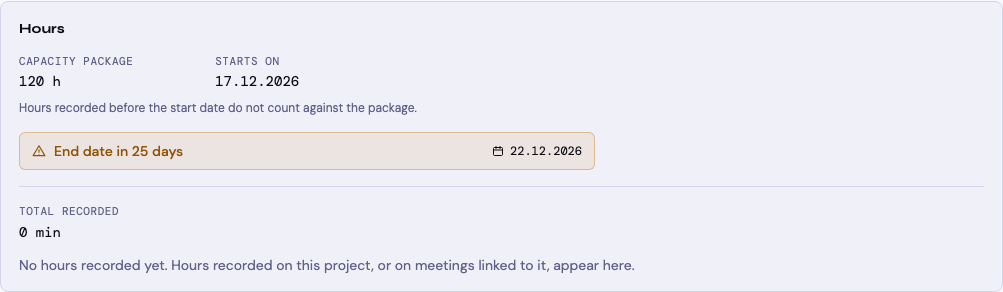 Hours
CAPACITY PACKAGE STARTS ON
120 h 17.12.2026
Hours recorded before the start date do not count against the package.
End date in 25 days 22.12.2026
TOTAL RECORDED
0 min
No hours recorded yet. Hours recorded on this project, or on meetings linked to it, appear here.